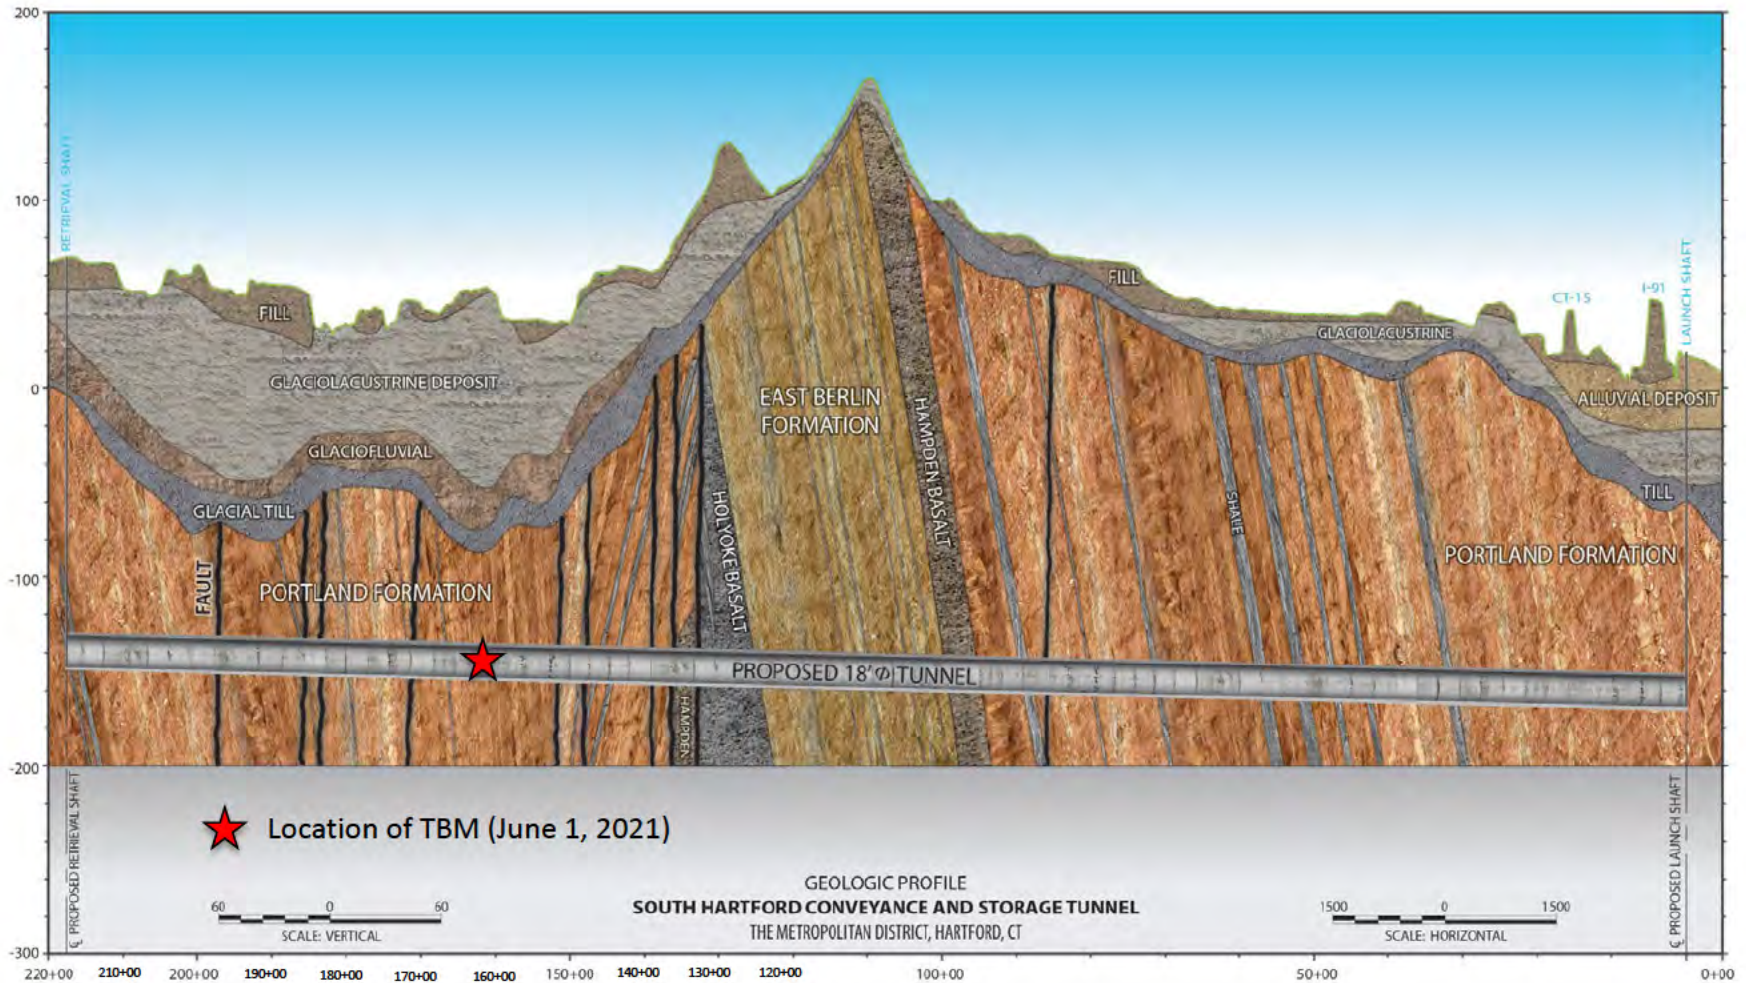 200
100
0
-100
-200
-300
RETRIEVAL SHAFT
LAUNCH SHAFT
CT-15
I-91
FILL
FILL
GLACIOLACUSTRINE DEPOSIT
GLACIOLACUSTRINE
ALLUVIAL DEPOSIT
EAST BERLIN
FORMATION
HAMPDEN BASALT
HOLYOKE BASALT
GLACIOFLUVIAL
GLACIAL TILL
TILL
SHALE
FAULT
PORTLAND FORMATION
PORTLAND FORMATION
PROPOSED 18'Ф TUNNEL
HAMPDEN
℄ PROPOSED RETRIEVAL SHAFT
℄ PROPOSED LAUNCH SHAFT
Location of TBM (June 1, 2021)
60 0 60
SCALE: VERTICAL
GEOLOGIC PROFILE
SOUTH HARTFORD CONVEYANCE AND STORAGE TUNNEL
THE METROPOLITAN DISTRICT, HARTFORD, CT
1500 0 1500
SCALE: HORIZONTAL
220+00 210+00 200+00 190+00 180+00 170+00 160+00 150+00 140+00 130+00 120+00 100+00 50+00 0+00